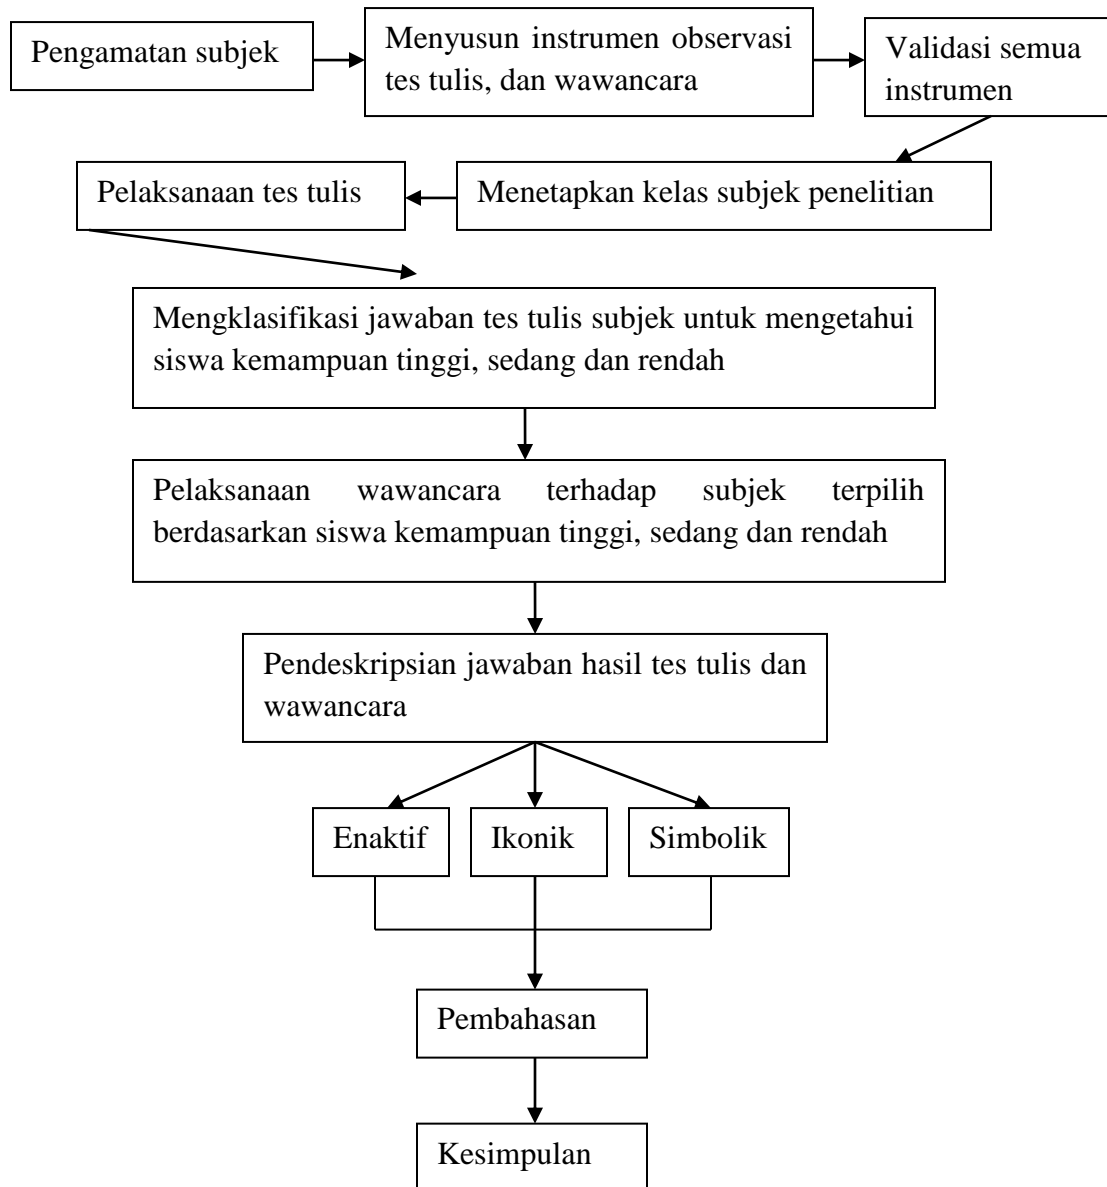 Pengamatan subjek
Menyusun instrumen observasi
tes tulis, dan wawancara
Validasi semua
instrumen
Pelaksanaan tes tulis
Menetapkan kelas subjek penelitian
Mengklasifikasi jawaban tes tulis subjek untuk mengetahui
siswa kemampuan tinggi, sedang dan rendah
Pelaksanaan wawancara terhadap subjek terpilih
berdasarkan siswa kemampuan tinggi, sedang dan rendah
Pendeskripsian jawaban hasil tes tulis dan
wawancara
Enaktif
Ikonik
Simbolik
Pembahasan
Kesimpulan